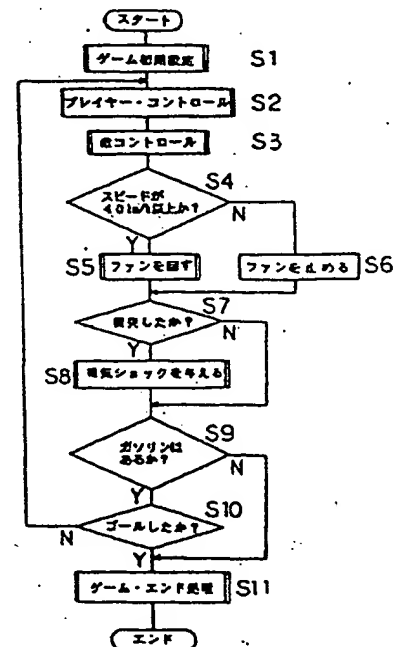 スタート
ゲーム初期設定 S1
プレイヤー・コントロール S2
敵コントロール S3
S4
スピードが
40km/h以上か?
N
Y
S5 ファンを回す
ファンを止める S6
S7
衝突したか?
N
Y
S8 電気ショックを与える
S9
ガソリンは
あるか?
N
Y
S10
ゴールしたか?
N
Y
ゲーム・エンド処理 S11
エンド